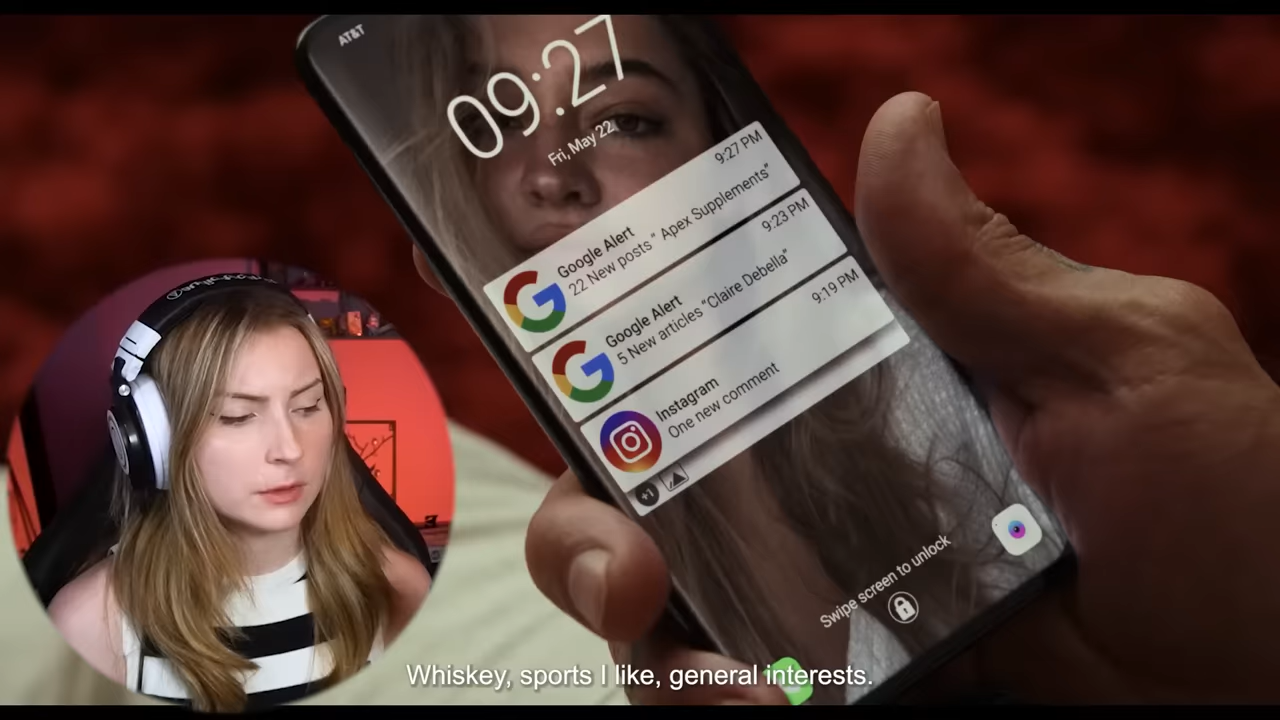 AT&T
09:27
Fri, May 22
9:27 PM
Google Alert
22 New posts “ Apex Supplements”
9:23 PM
Google Alert
5 New articles “Claire Debella”
9:19 PM
Instagram
One new comment
+1
Swipe screen to unlock
Whiskey, sports I like, general interests.